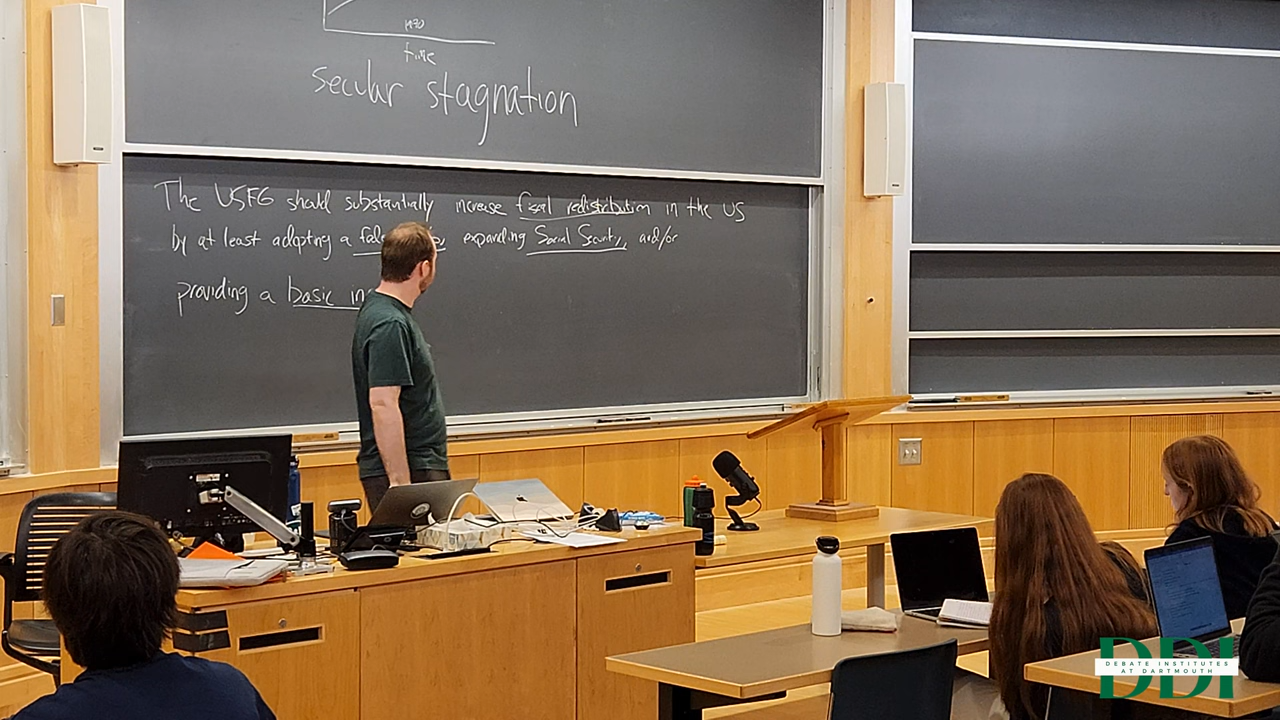 1970
time
secular stagnation
The USFG should substantially increase fiscal redistribution in the US
by at least adopting a expanding Social Security, and/or
providing a basic
DDI
DEBATE INSTITUTES
AT DARTMOUTH